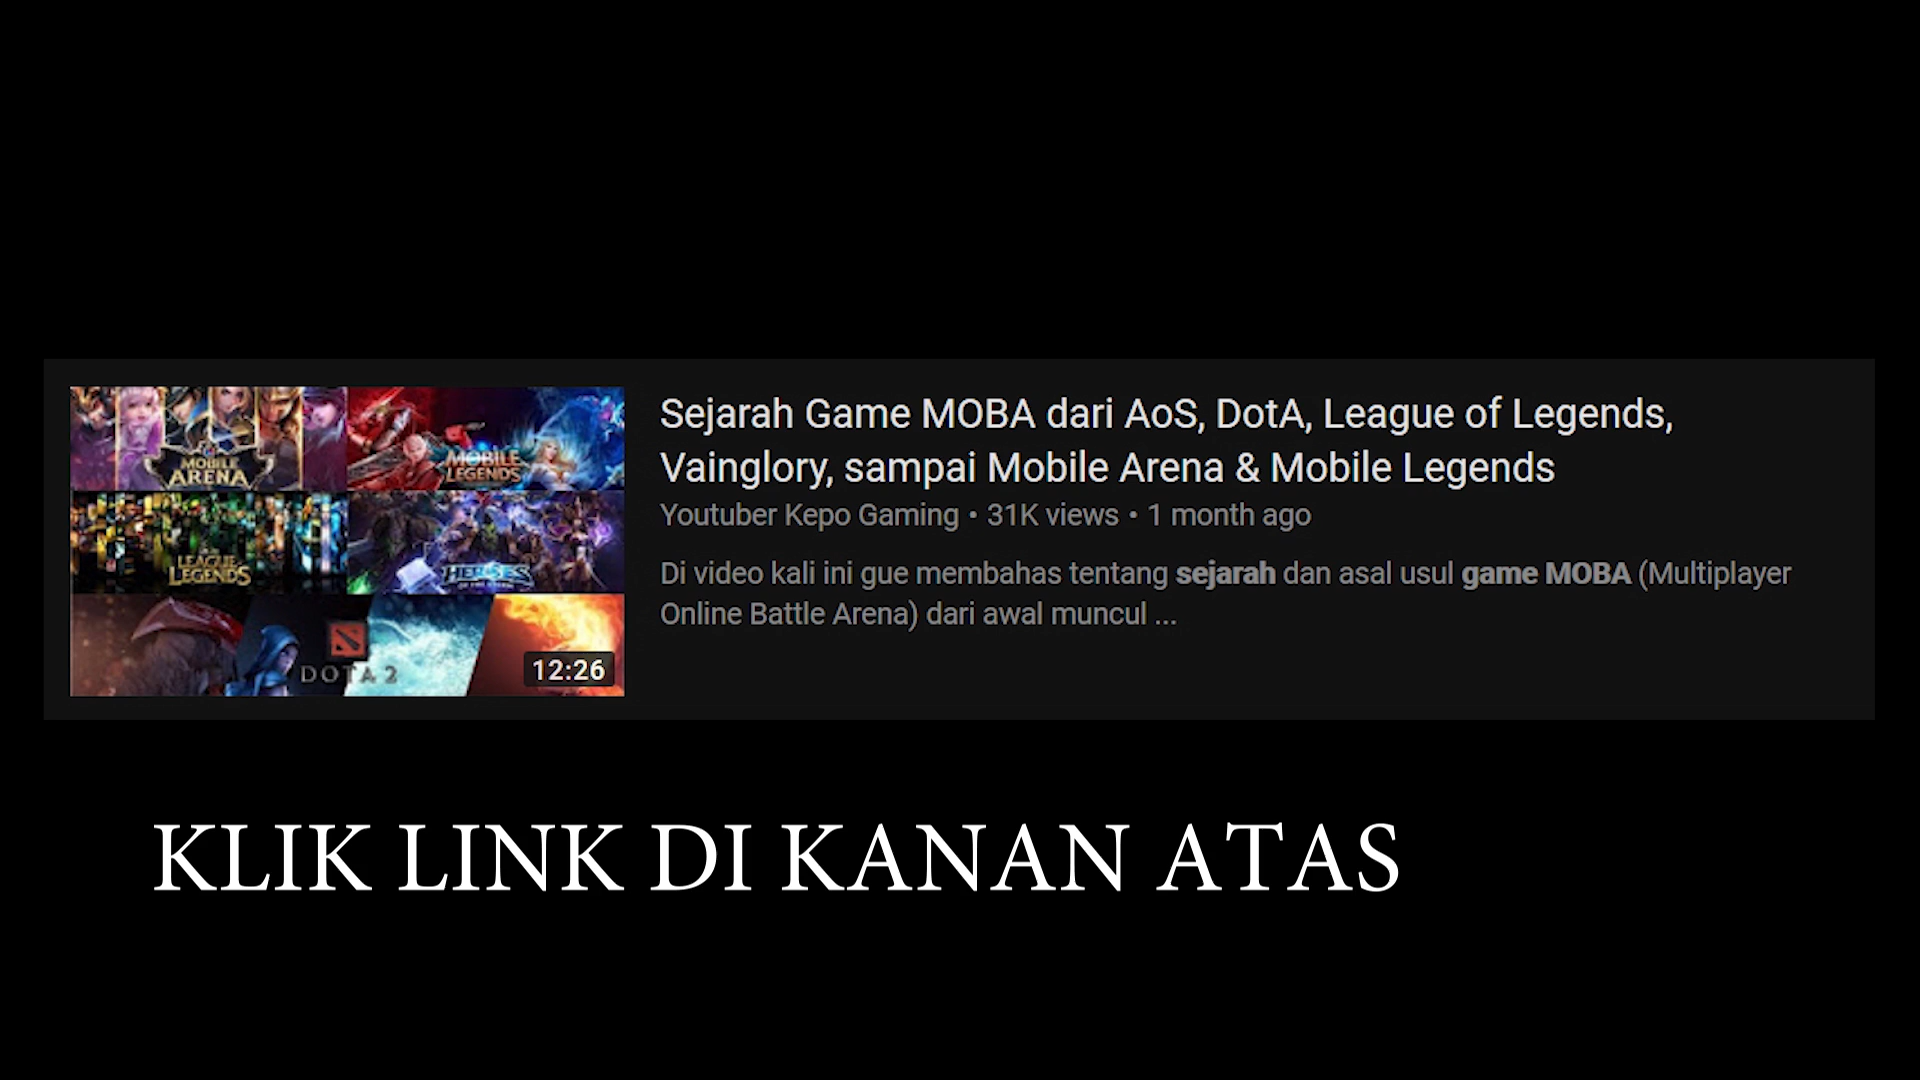 MOBILE
ARENA
MOBILE
LEGENDS
LEAGUE
LEGENDS
HEROES
DOTA 2
12:26
Sejarah Game MOBA dari AoS, DotA, League of Legends,
Vainglory, sampai Mobile Arena & Mobile Legends
Youtuber Kepo Gaming • 31K views • 1 month ago
Di video kali ini gue membahas tentang sejarah dan asal usul game MOBA (Multiplayer
Online Battle Arena) dari awal muncul ...
KLIK LINK DI KANAN ATAS